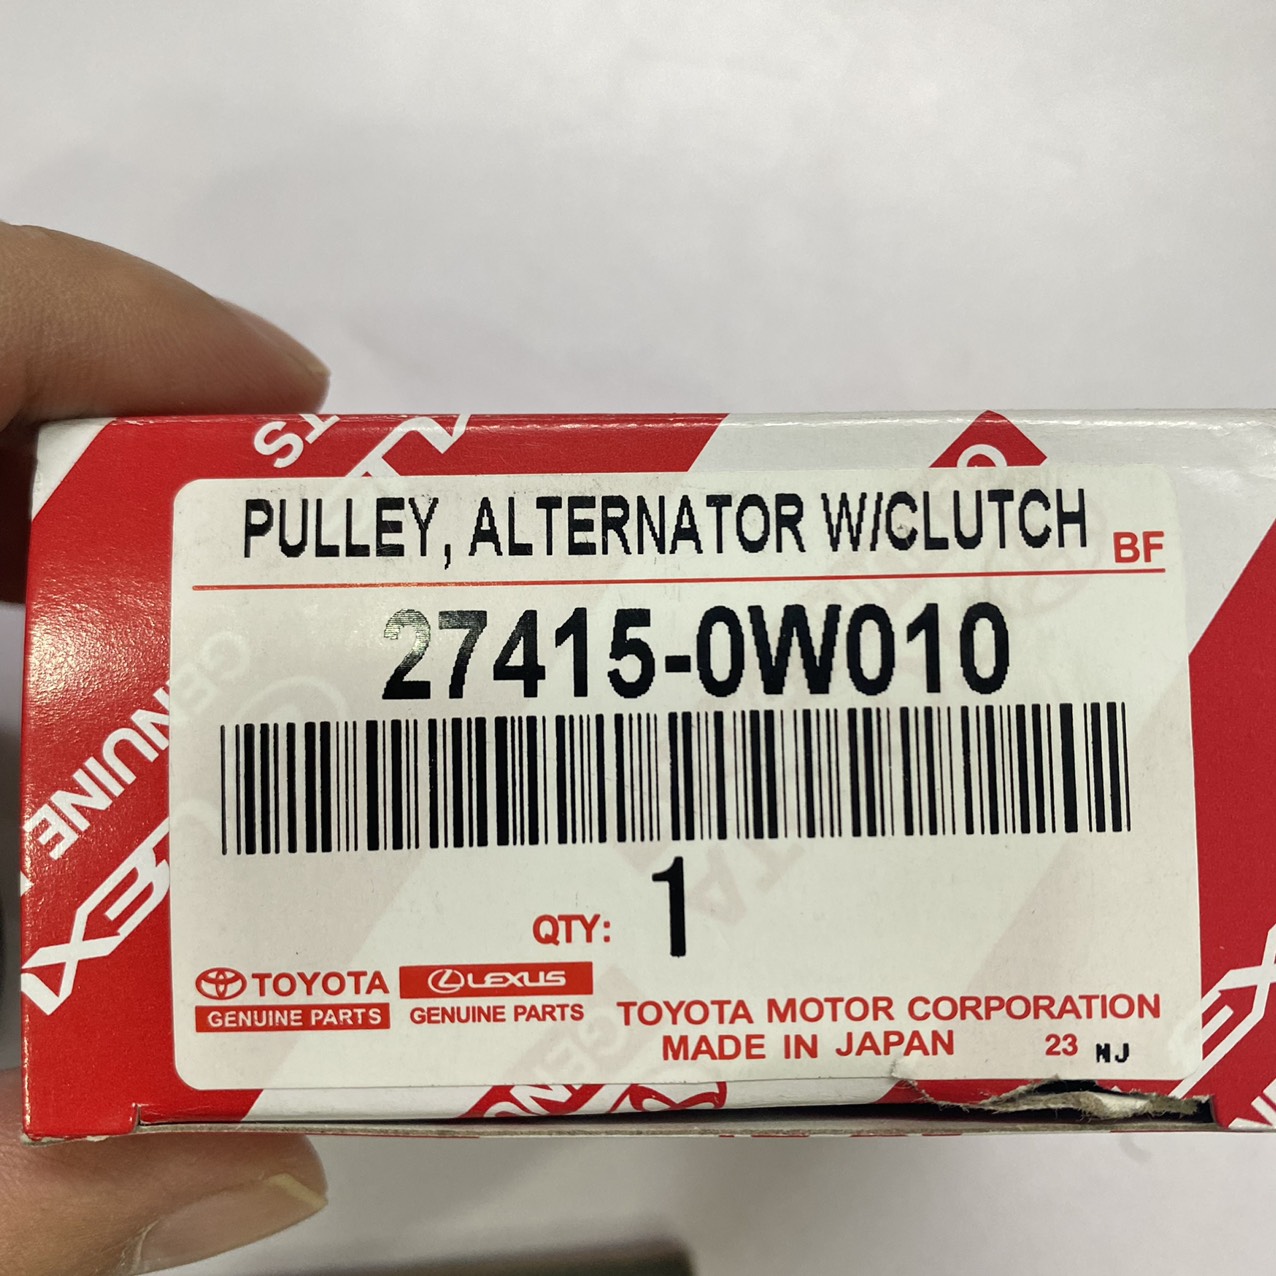 PULLEY, ALTERNATOR W/CLUTCH BF
27415-0W010
QTY: 1
TOYOTA LEXUS
GENUINE PARTS GENUINE PARTS
TOYOTA MOTOR CORPORATION
MADE IN JAPAN 23 NJ
GENUINE